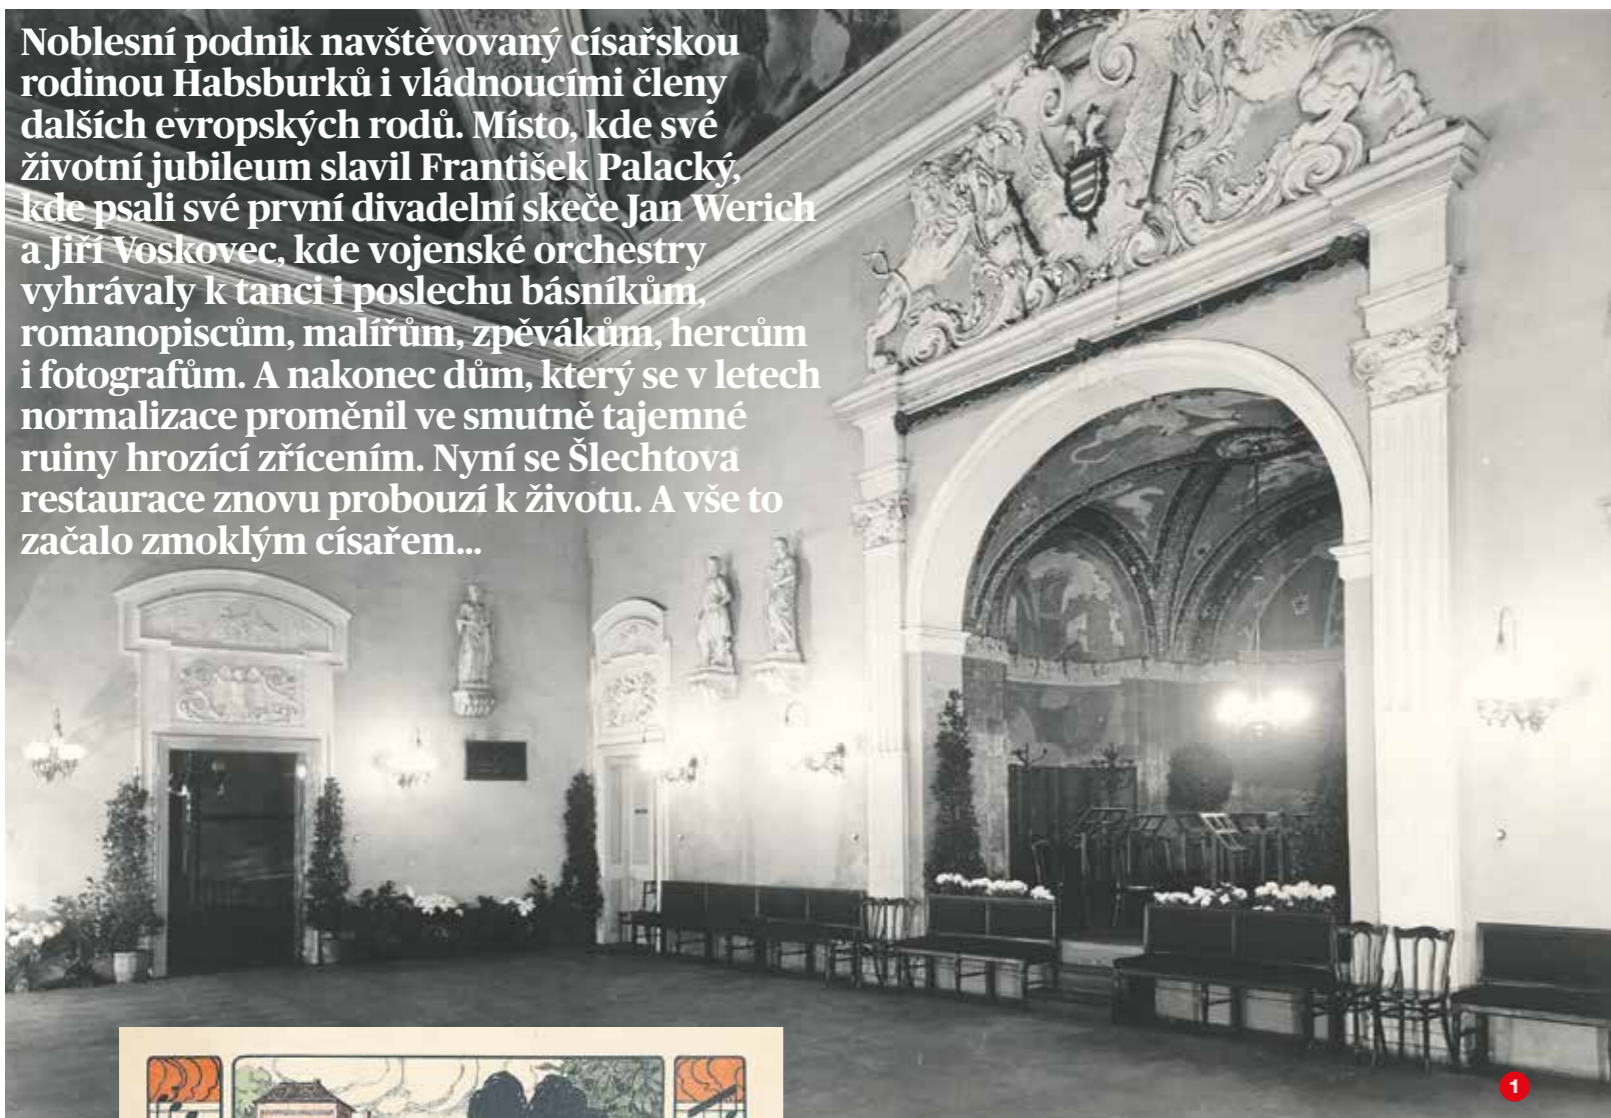 Noblesní podnik navštěvovaný císařskou
rodinou Habsburků i vládnoucími členy
dalších evropských rodů. Místo, kde své
životní jubileum slavil František Palacký,
kde psali své první divadelní skeče Jan Werich
a Jiří Voskovec, kde vojenské orchestry
vyhrávaly k tanci i poslechu básníkům,
romanopiscům, malířům, zpěvákům, hercům
i fotografům. A nakonec dům, který se v letech
normalizace proměnil ve smutně tajemné
ruiny hrozící zřícením. Nyní se Šlechtova
restaurace znovu probouzí k životu. A vše to
začalo zmoklým císařem...
1